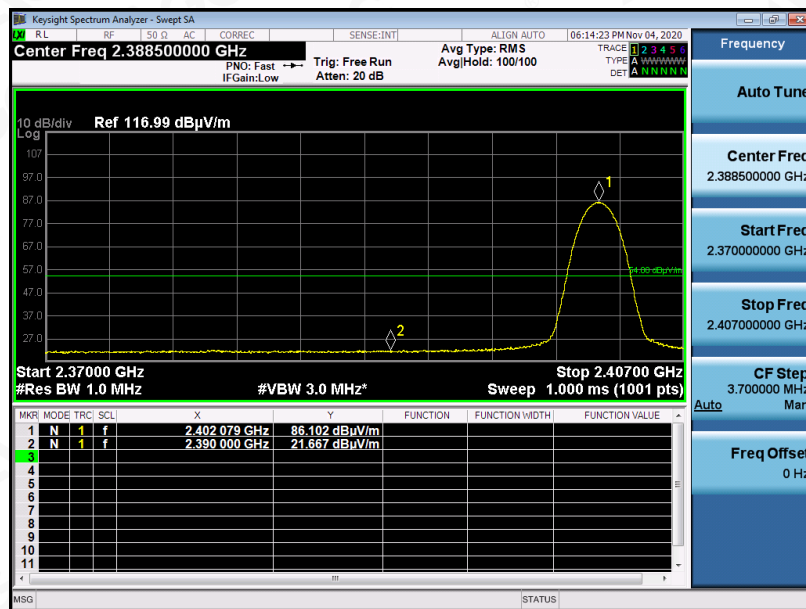 Keysight Spectrum Analyzer - Swept SA
LXI RL RF 50 Ω AC CORREC SENSE:INT ALIGN AUTO 06:14:23 PM Nov 04, 2020
Center Freq 2.388500000 GHz
PNO: Fast
IFGain:Low
Trig: Free Run
Atten: 20 dB
Avg Type: RMS
Avg|Hold: 100/100
TRACE 1 2 3 4 5 6
TYPE A WWWWW
DET A N N N N N
10 dB/div
Log
Ref 116.99 dBµV/m
107
97.0
87.0
77.0
67.0
57.0
47.0
37.0
27.0
1
54.00 dBµV/m
2
Start 2.37000 GHz Stop 2.40700 GHz
#Res BW 1.0 MHz #VBW 3.0 MHz* Sweep 1.000 ms (1001 pts)
MKR MODE TRC SCL X Y FUNCTION FUNCTION WIDTH FUNCTION VALUE
1 N 1 f 2.402 079 GHz 86.102 dBµV/m
2 N 1 f 2.390 000 GHz 21.667 dBµV/m
3
4
5
6
7
8
9
10
11
MSG STATUS
Frequency
Auto Tune
Center Freq
2.388500000 GHz
Start Freq
2.370000000 GHz
Stop Freq
2.407000000 GHz
CF Step
3.700000 MHz
Auto Man
Freq Offset
0 Hz